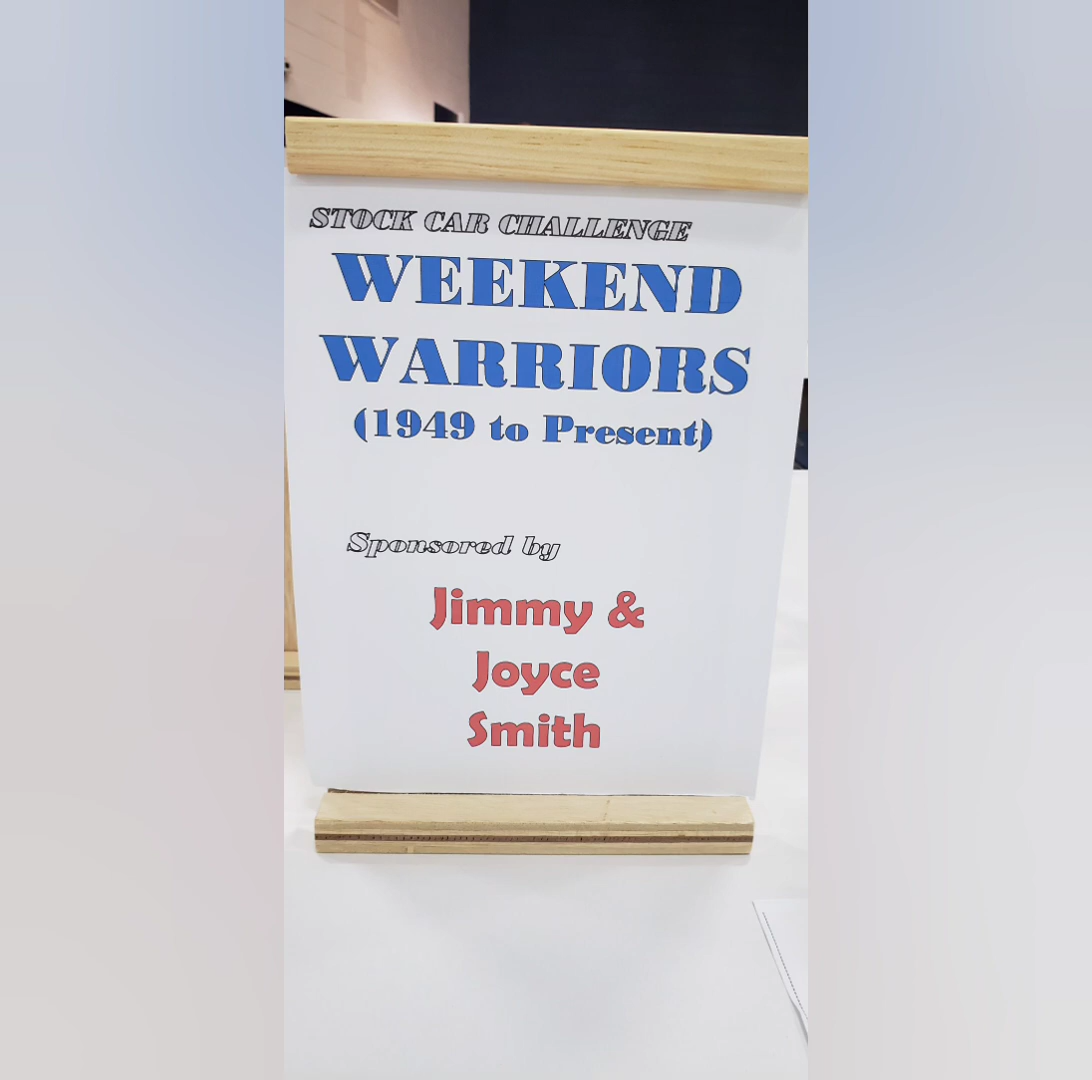 STOCK CAR CHALLENGE
WEEKEND
WARRIORS
(1949 to Present)
Sponsored by
Jimmy &
Joyce
Smith